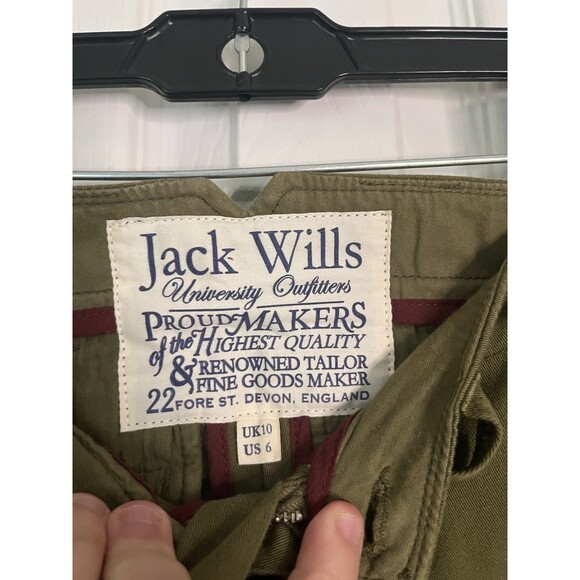 Jack Wills
University Outfitters
PROUD MAKERS
of the HIGHEST QUALITY
& RENOWNED TAILOR
FINE GOODS MAKER
22 FORE ST. DEVON, ENGLAND
UK10
US 6